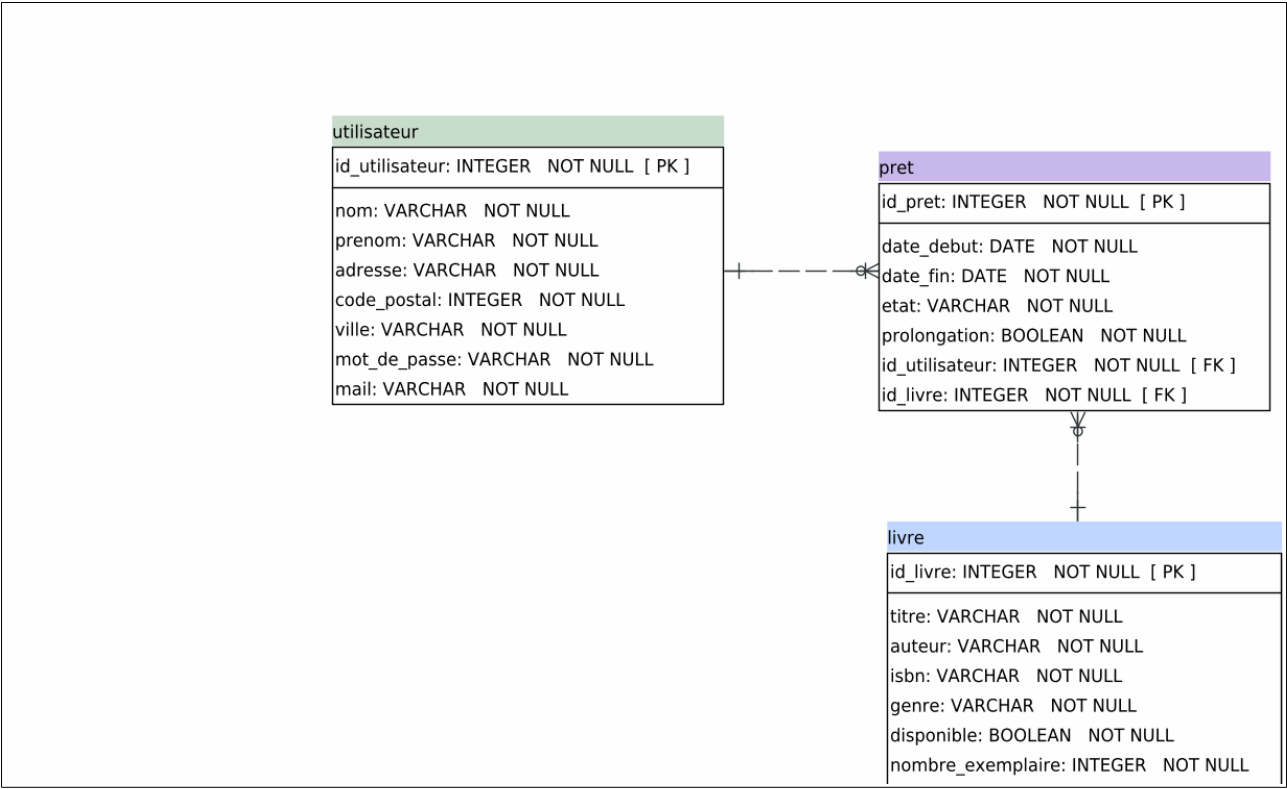 utilisateur
id_utilisateur: INTEGER NOT NULL [ PK ]
nom: VARCHAR NOT NULL
prenom: VARCHAR NOT NULL
adresse: VARCHAR NOT NULL
code_postal: INTEGER NOT NULL
ville: VARCHAR NOT NULL
mot_de_passe: VARCHAR NOT NULL
mail: VARCHAR NOT NULL
pret
id_pret: INTEGER NOT NULL [ PK ]
date_debut: DATE NOT NULL
date_fin: DATE NOT NULL
etat: VARCHAR NOT NULL
prolongation: BOOLEAN NOT NULL
id_utilisateur: INTEGER NOT NULL [ FK ]
id_livre: INTEGER NOT NULL [ FK ]
livre
id_livre: INTEGER NOT NULL [ PK ]
titre: VARCHAR NOT NULL
auteur: VARCHAR NOT NULL
isbn: VARCHAR NOT NULL
genre: VARCHAR NOT NULL
disponible: BOOLEAN NOT NULL
nombre_exemplaire: INTEGER NOT NULL